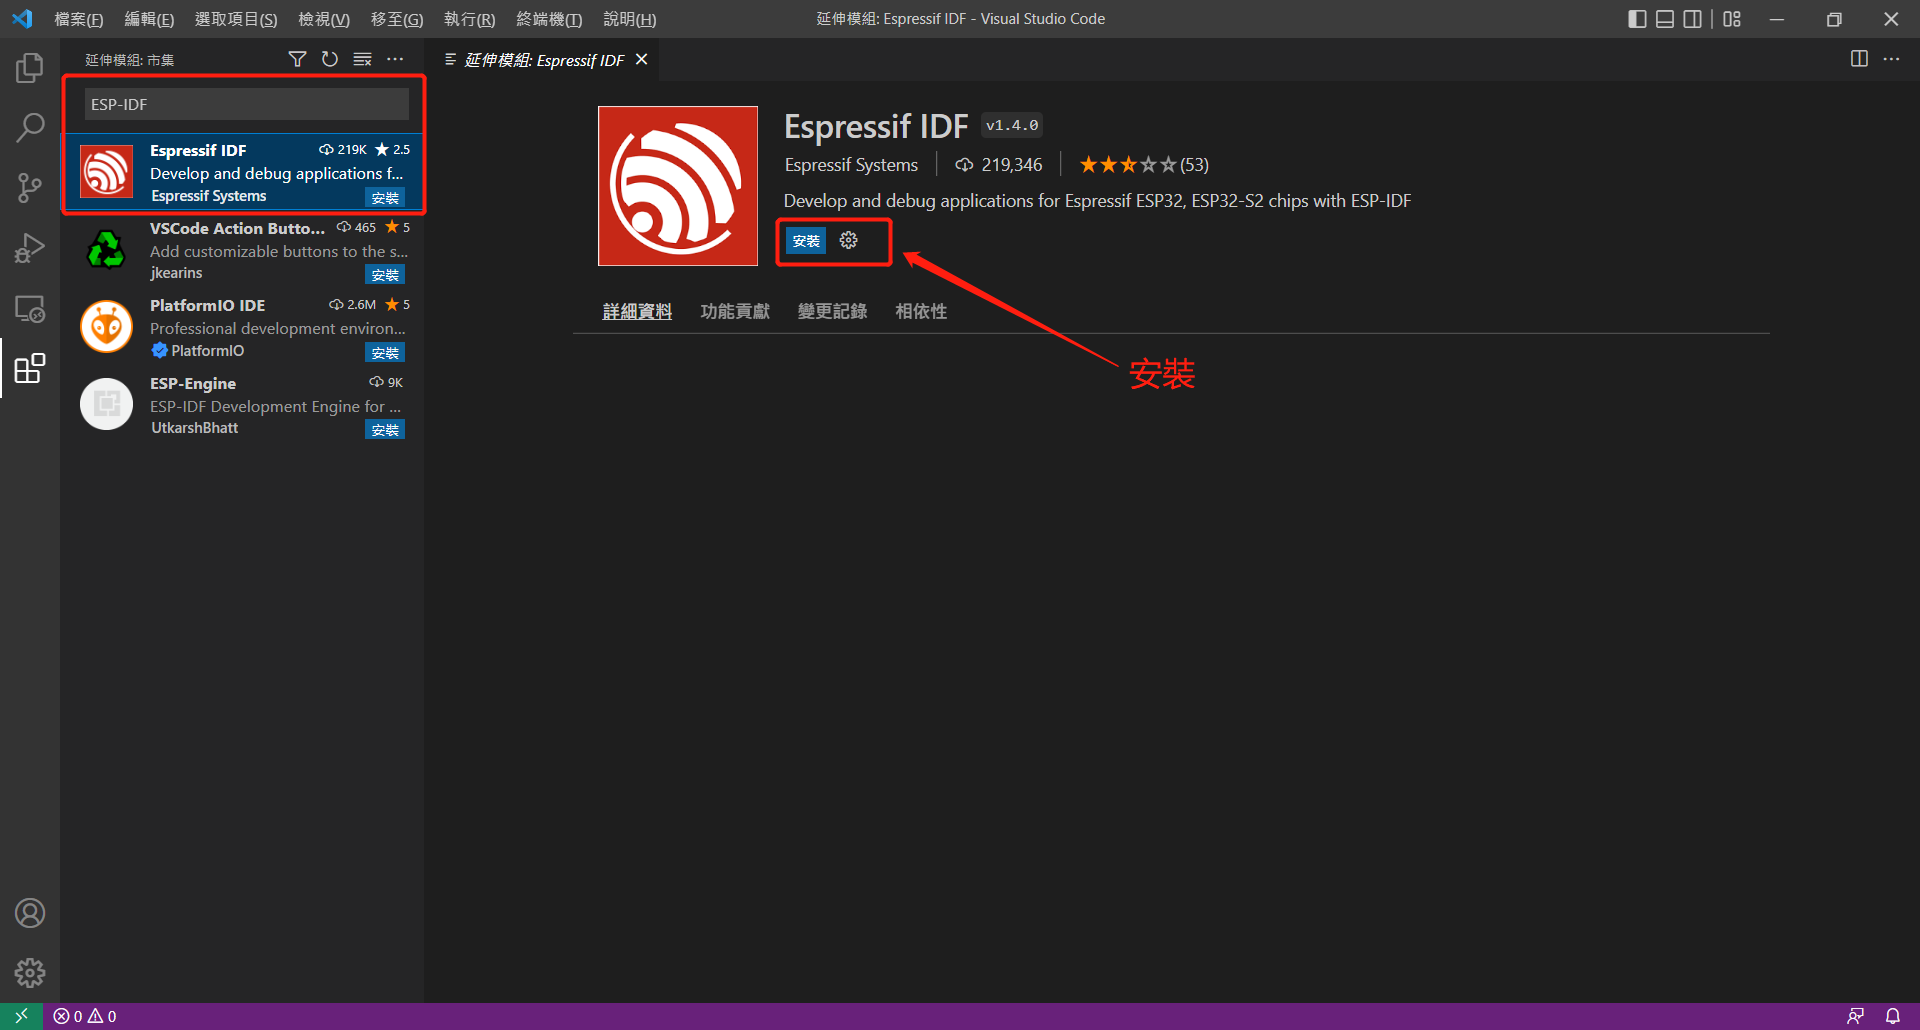 檔案(F) 編輯(E) 選取項目(S) 檢視(V) 移至(G) 執行(R) 終端機(T) 說明(H)
延伸模組: Espressif IDF - Visual Studio Code
延伸模組: 市集
ESP-IDF
Espressif IDF 219K 2.5
Develop and debug applications f...
Espressif Systems 安裝
VSCode Action Butto... 465 5
Add customizable buttons to the s...
jkearins 安裝
PlatformIO IDE 2.6M 5
Professional development environ...
PlatformIO 安裝
ESP-Engine 9K
ESP-IDF Development Engine for ...
UtkarshBhatt 安裝
延伸模組: Espressif IDF
Espressif IDF v1.4.0
Espressif Systems 219,346 (53)
Develop and debug applications for Espressif ESP32, ESP32-S2 chips with ESP-IDF
安裝
詳細資料 功能貢獻 變更記錄 相依性
安裝
0 0